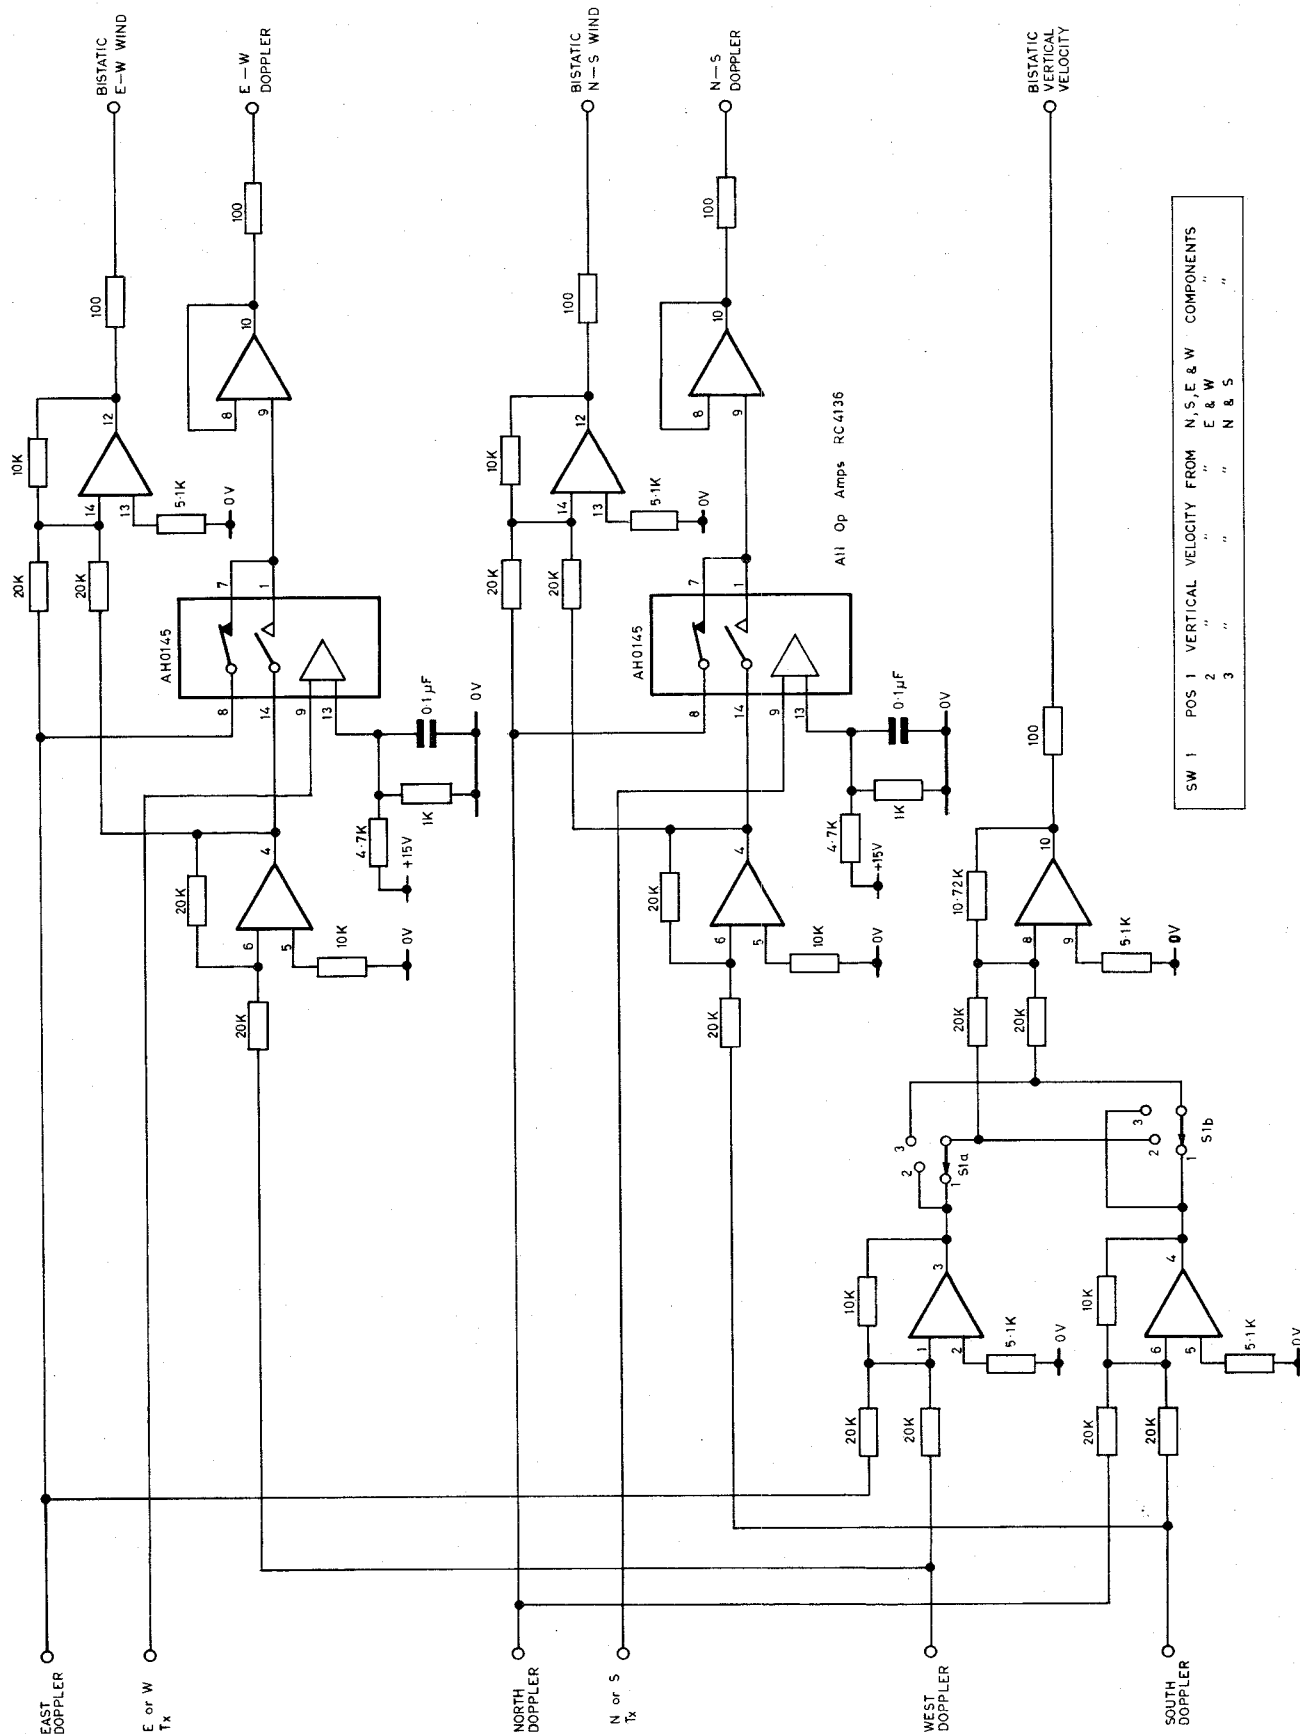 BISTATIC
E-W WIND
E-W
DOPPLER
BISTATIC
N-S WIND
N-S
DOPPLER
BISTATIC
VERTICAL
VELOCITY
100
100
10K
12
14
13
5·1K
0V
20K
20K
10
8
9
AH0145
7
1
8
14
9
13
0·1µF
0V
1K
4·7K
+15V
20K
4
6
5
10K
0V
20K
100
100
10K
12
14
13
5·1K
0V
20K
20K
10
8
9
All Op Amps RC4136
AH0145
7
1
8
14
9
13
0·1µF
0V
1K
4·7K
+15V
20K
4
6
5
10K
0V
20K
100
10·72K
10
8
9
5·1K
0V
20K
20K
3
2
1
S1a
3
2
1
S1b
10K
3
1
2
5·1K
0V
20K
20K
10K
4
6
5
5·1K
0V
20K
20K
SW 1 POS 1 VERTICAL VELOCITY FROM N,S,E & W COMPONENTS
2 " " " E & W "
3 " " " N & S "
EAST
DOPPLER
E or W
Tx
NORTH
DOPPLER
N or S
Tx
WEST
DOPPLER
SOUTH
DOPPLER